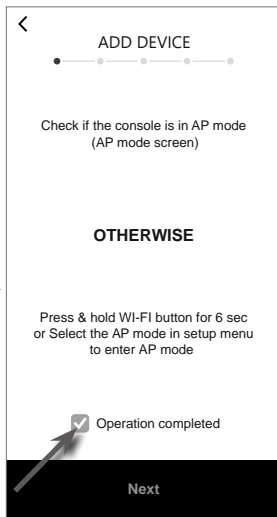 ADD DEVICE
Check if the console is in AP mode
(AP mode screen)
OTHERWISE
Press & hold WI-FI button for 6 sec
or Select the AP mode in setup menu
to enter AP mode
Operation completed
Next